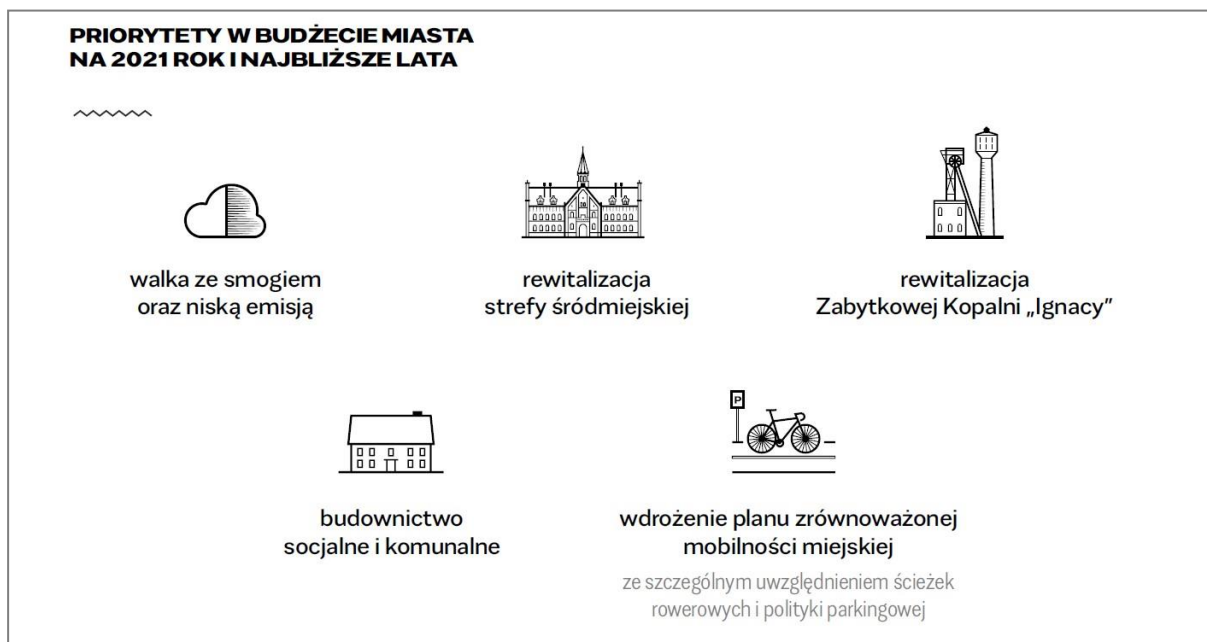 PRIORYTETY W BUDŻECIE MIASTA
NA 2021 ROK I NAJBLIŻSZE LATA
walka ze smogiem
oraz niską emisją
rewitalizacja
strefy śródmiejskiej
rewitalizacja
Zabytkowej Kopalni „Ignacy”
budownictwo
socjalne i komunalne
P
wdrożenie planu zrównoważonej
mobilności miejskiej
ze szczególnym uwzględnieniem ścieżek
rowerowych i polityki parkingowej